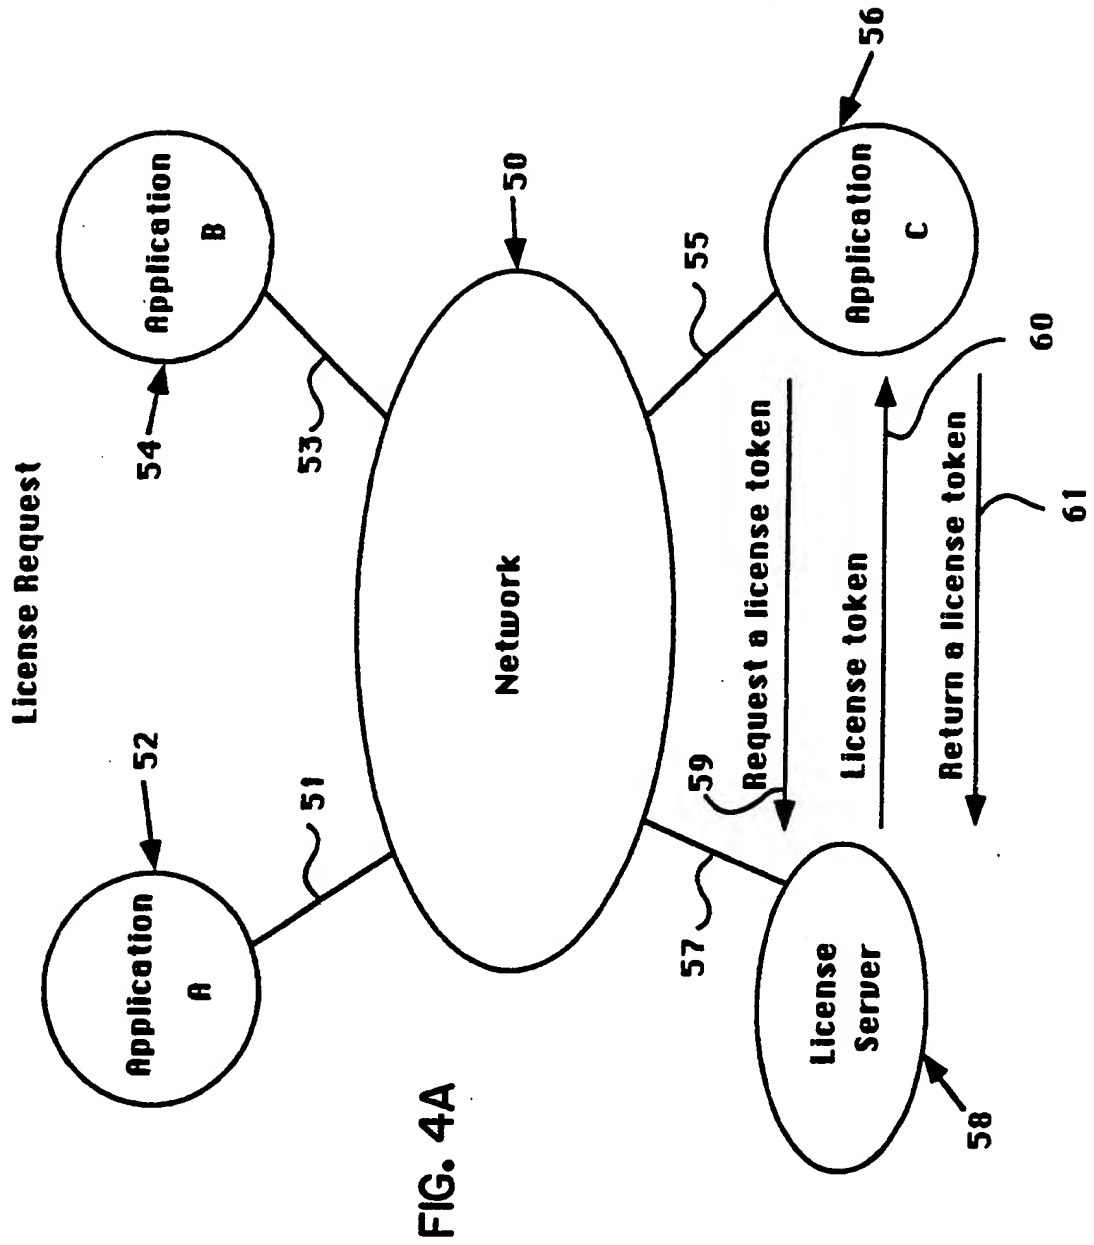 License Request
52
Application
A
51
54
Application
B
53
Network
50
57
License
Server
58
59
Request a license token
License token
60
Return a license token
61
55
Application
C
56
FIG. 4A